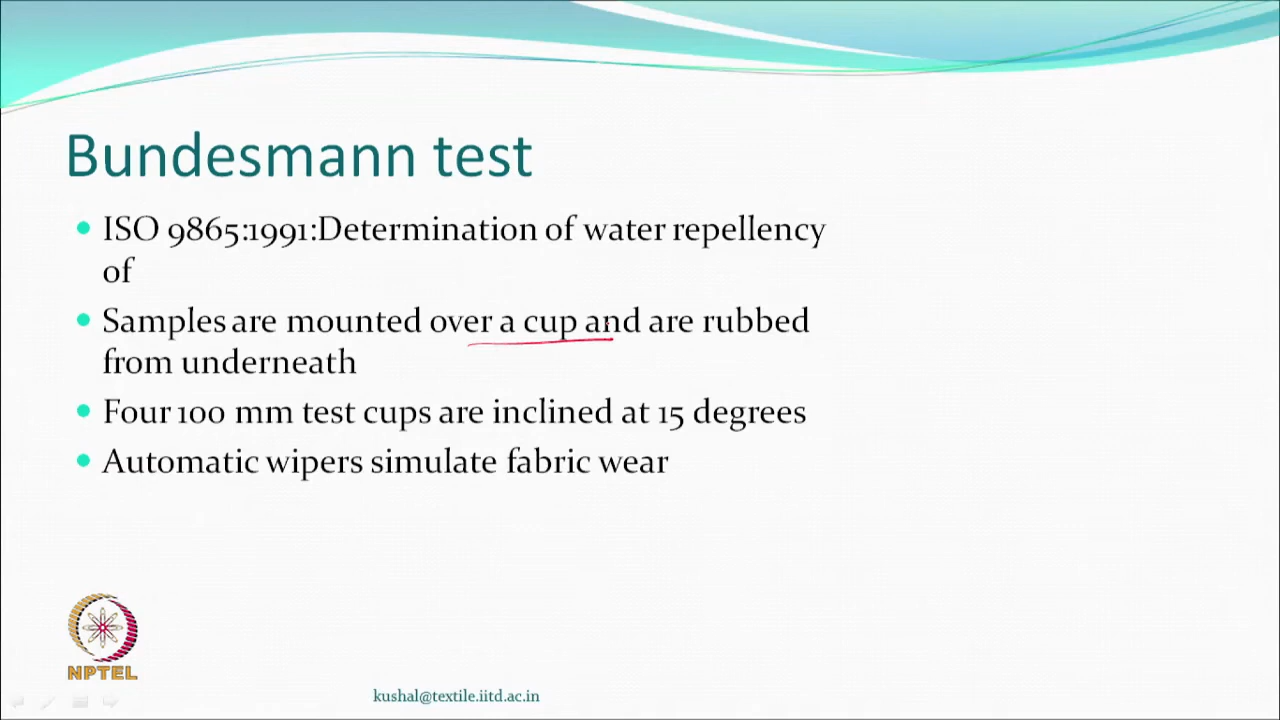 Bundesmann test
ISO 9865:1991:Determination of water repellency
of
Samples are mounted over a cup and are rubbed
from underneath
Four 100 mm test cups are inclined at 15 degrees
Automatic wipers simulate fabric wear
NPTEL
kushal@textile.iitd.ac.in